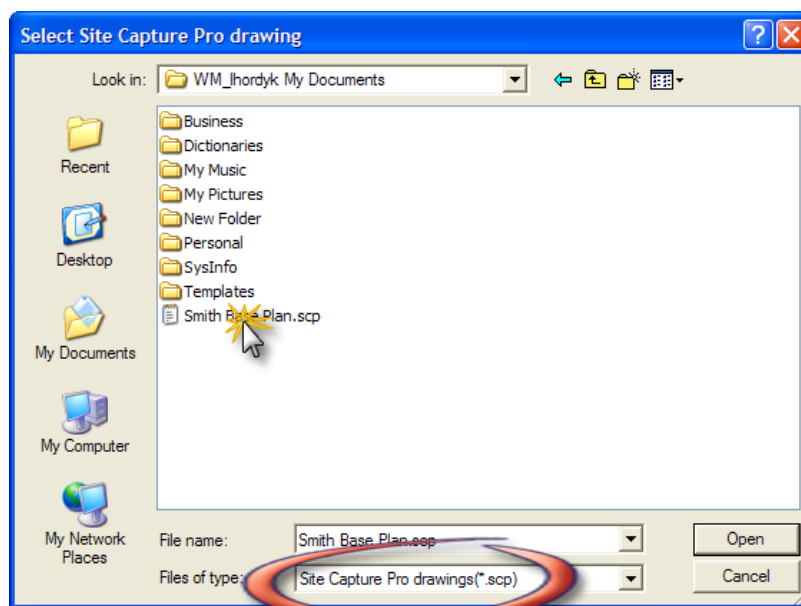 Select Site Capture Pro drawing
Look in:
WM_lhordyk My Documents
Recent
Desktop
My Documents
My Computer
My Network
Places
Business
Dictionaries
My Music
My Pictures
New Folder
Personal
SysInfo
Templates
Smith Base Plan.scp
File name:
Smith Base Plan.scp
Open
Files of type:
Site Capture Pro drawings(*.scp)
Cancel